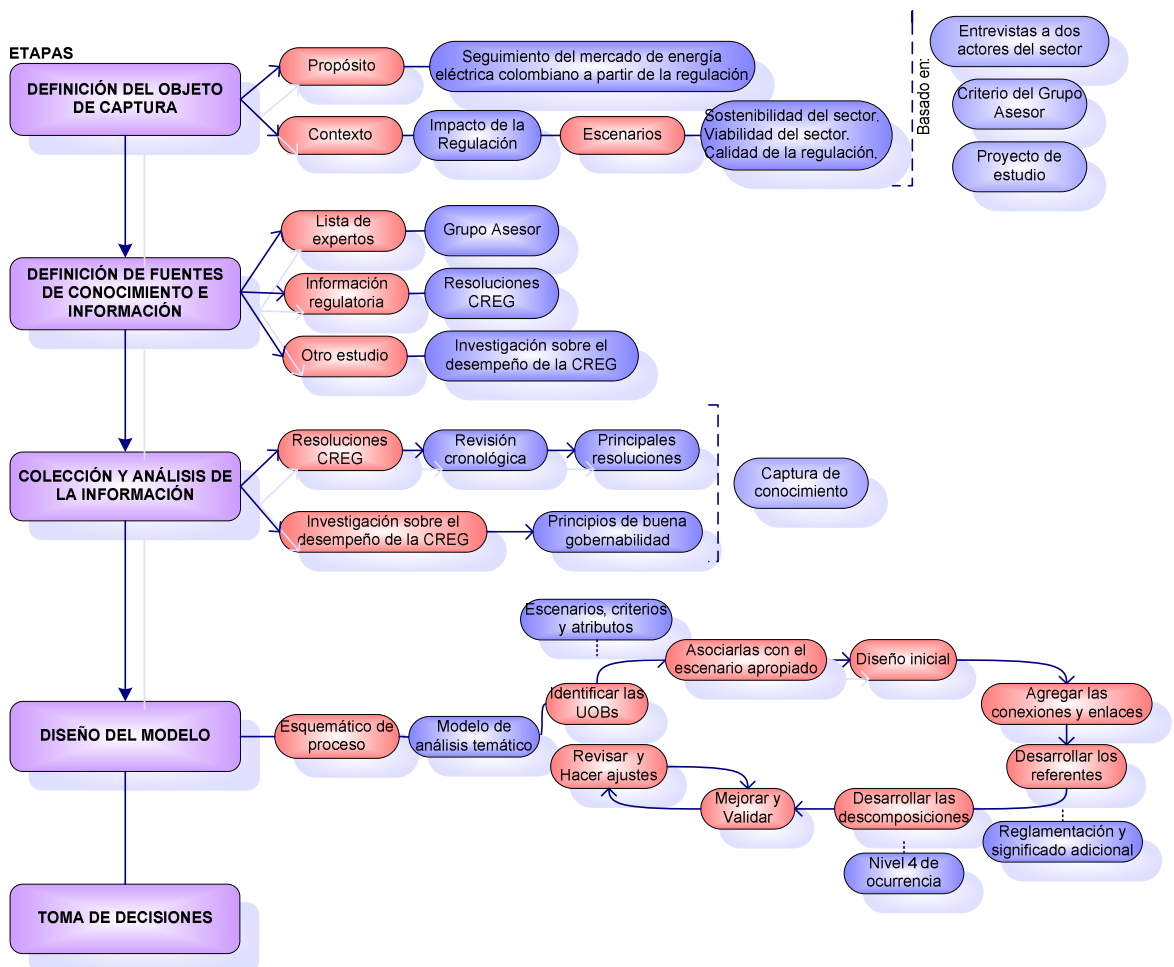 ETAPAS
DEFINICIÓN DEL OBJETO
DE CAPTURA
Propósito
Seguimiento del mercado de energía
eléctrica colombiano a partir de la regulación
Contexto
Impacto de la
Regulación
Escenarios
Sostenibilidad del sector.
Viabilidad del sector.
Calidad de la regulación.
Basado en:
Entrevistas a dos
actores del sector
Criterio del Grupo
Asesor
Proyecto de
estudio
DEFINICIÓN DE FUENTES
DE CONOCIMIENTO E
INFORMACIÓN
Lista de
expertos
Grupo Asesor
Información
regulatoria
Resoluciones
CREG
Otro estudio
Investigación sobre el
desempeño de la CREG
COLECCIÓN Y ANÁLISIS DE
LA INFORMACIÓN
Resoluciones
CREG
Revisión
cronológica
Principales
resoluciones
Investigación sobre el
desempeño de la CREG
Principios de buena
gobernabilidad
Captura de
conocimiento
DISEÑO DEL MODELO
Esquemático de
proceso
Modelo de
análisis temático
Escenarios, criterios
y atributos
Identificar las
UOBs
Asociarlas con el
escenario apropiado
Diseño inicial
Agregar las
conexiones y enlaces
Desarrollar los
referentes
Reglamentación y
significado adicional
Desarrollar las
descomposiciones
Nivel 4 de
ocurrencia
Mejorar y
Validar
Revisar y
Hacer ajustes
TOMA DE DECISIONES